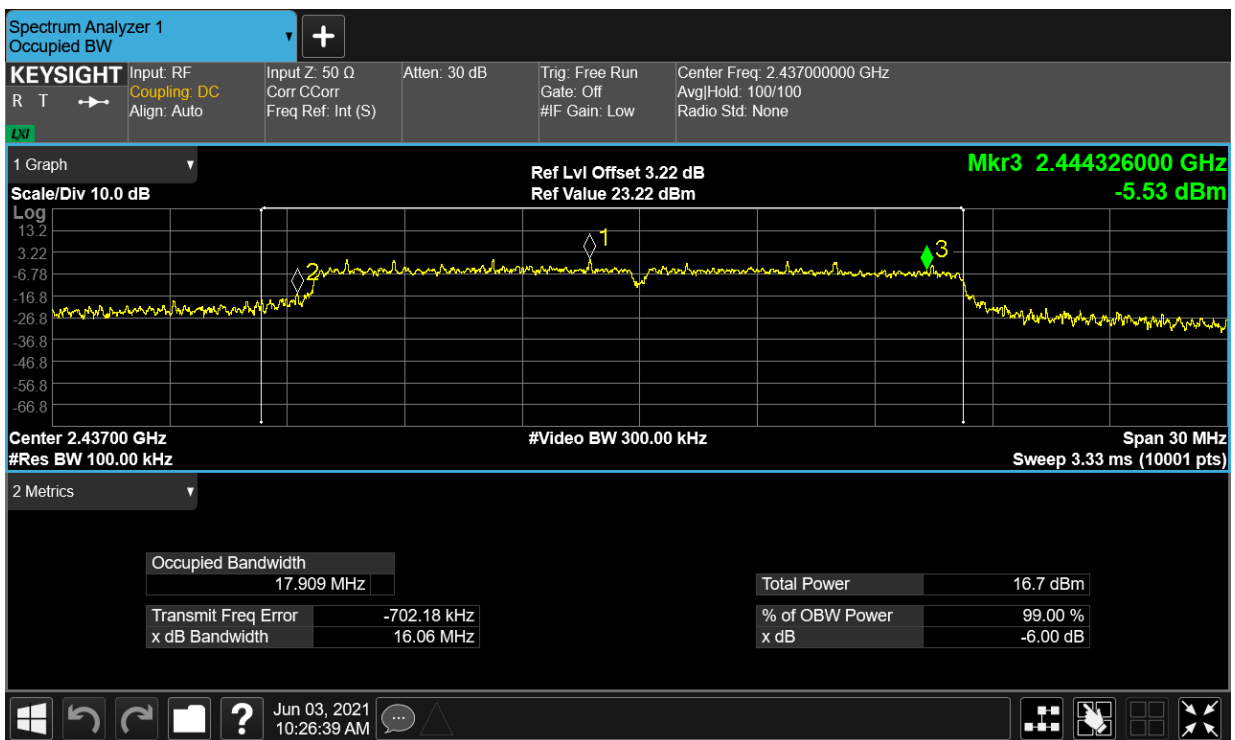 Spectrum Analyzer 1
Occupied BW
KEYSIGHT
R T
LXI
Input: RF
Coupling: DC
Align: Auto
Input Z: 50 Ω
Corr CCorr
Freq Ref: Int (S)
Atten: 30 dB
Trig: Free Run
Gate: Off
#IF Gain: Low
Center Freq: 2.437000000 GHz
Avg|Hold: 100/100
Radio Std: None
1 Graph
Scale/Div 10.0 dB
Ref Lvl Offset 3.22 dB
Ref Value 23.22 dBm
Mkr3 2.444326000 GHz
-5.53 dBm
Log
13.2
3.22
-6.78
-16.8
-26.8
-36.8
-46.8
-56.8
-66.8
1
2
3
Center 2.43700 GHz
#Res BW 100.00 kHz
#Video BW 300.00 kHz
Span 30 MHz
Sweep 3.33 ms (10001 pts)
2 Metrics
Occupied Bandwidth
17.909 MHz
Transmit Freq Error -702.18 kHz
x dB Bandwidth 16.06 MHz
Total Power 16.7 dBm
% of OBW Power 99.00 %
x dB -6.00 dB
Jun 03, 2021
10:26:39 AM